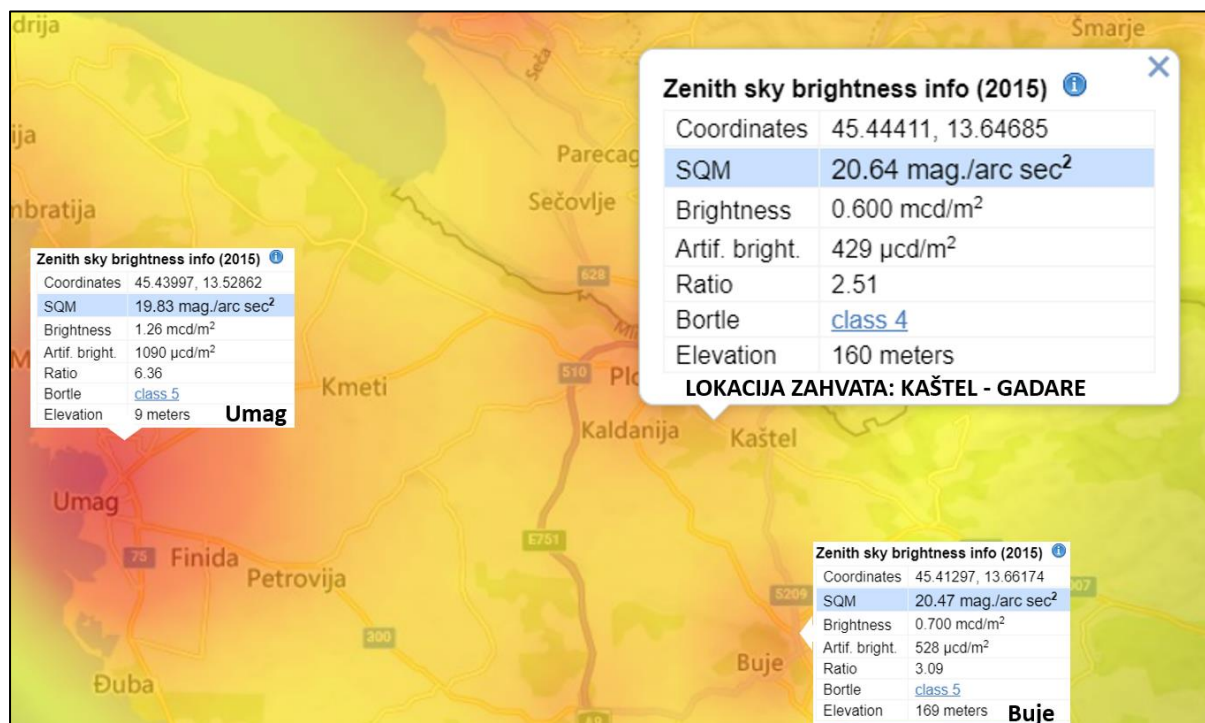 drija
Šmarje
Seča
ija
Parecag
Sečovlje
mbratija
Zenith sky brightness info (2015)
Coordinates 45.44411, 13.64685
SQM 20.64 mag./arc sec²
Brightness 0.600 mcd/m²
Artif. bright. 429 µcd/m²
Ratio 2.51
Bortle class 4
Elevation 160 meters
LOKACIJA ZAHVATA: KAŠTEL - GADARE
Zenith sky brightness info (2015)
Coordinates 45.43997, 13.52862
SQM 19.83 mag./arc sec²
Brightness 1.26 mcd/m²
Artif. bright. 1090 µcd/m²
Ratio 6.36
Bortle class 5
Elevation 9 meters
Umag
628
510
Kmeti
Kaldanija
Kaštel
Umag
75
Finida
E751
Petrovija
300
5209
Buje
Đuba
Zenith sky brightness info (2015)
Coordinates 45.41297, 13.66174
SQM 20.47 mag./arc sec²
Brightness 0.700 mcd/m²
Artif. bright. 528 µcd/m²
Ratio 3.09
Bortle class 5
Elevation 169 meters
Buje